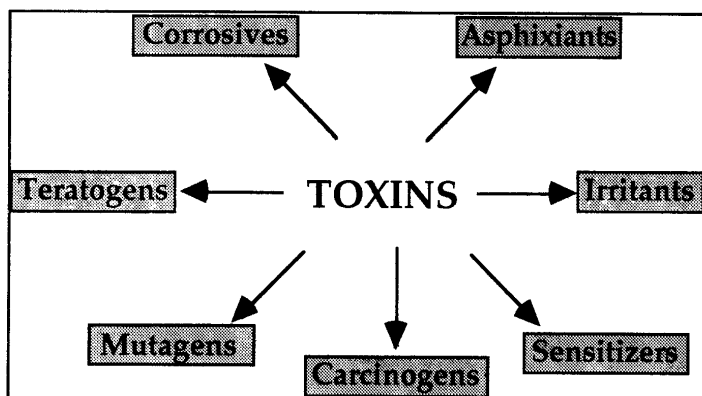 Corrosives
Asphixiants
Teratogens
TOXINS
Irritants
Mutagens
Carcinogens
Sensitizers